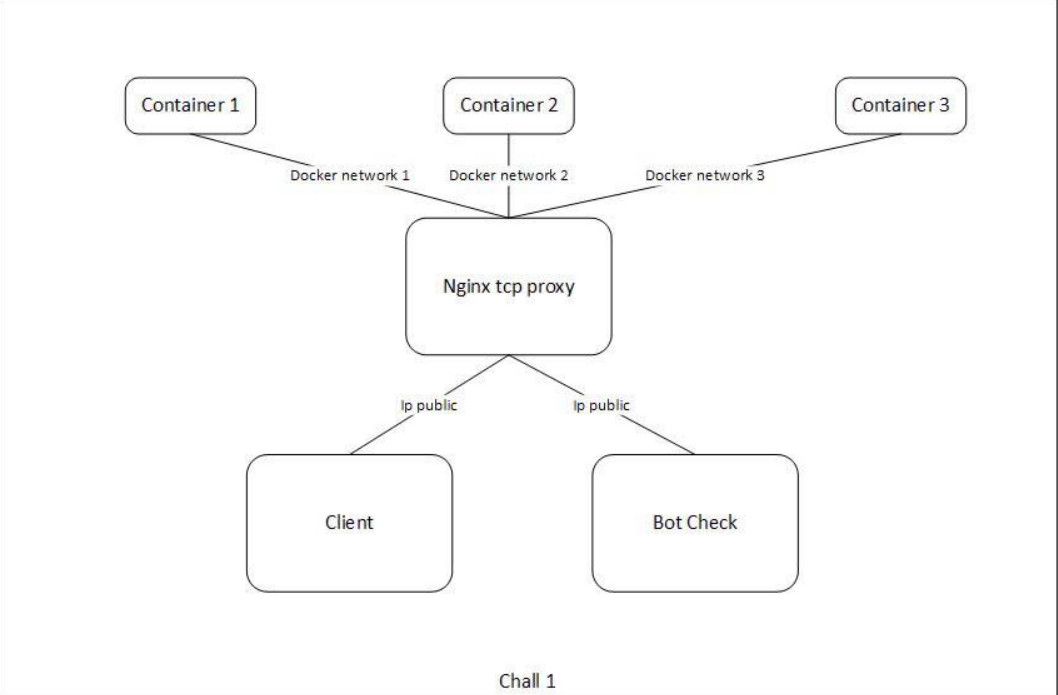 Container 1
Container 2
Container 3
Docker network 1
Docker network 2
Docker network 3
Nginx tcp proxy
Ip public
Ip public
Client
Bot Check
Chall 1